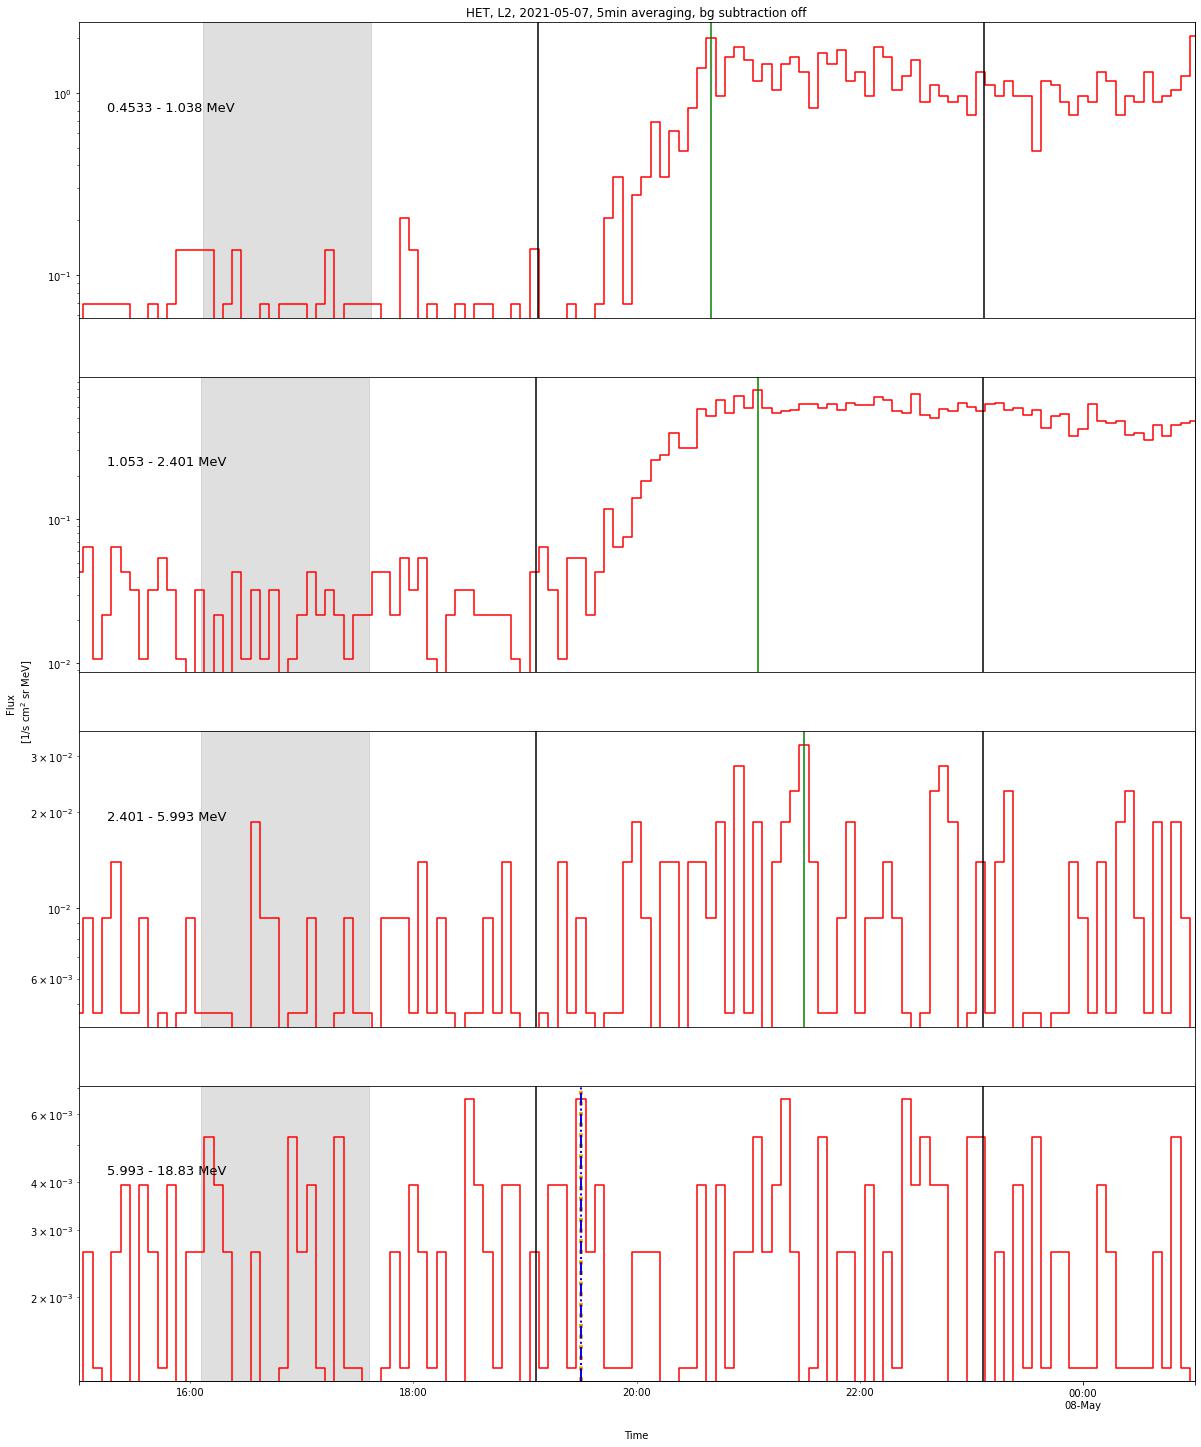 HET, L2, 2021-05-07, 5min averaging, bg subtraction off
10⁰
0.4533 - 1.038 MeV
10⁻¹
1.053 - 2.401 MeV
10⁻¹
10⁻²
Flux
[1/s cm² sr MeV]
3 × 10⁻²
2 × 10⁻²
2.401 - 5.993 MeV
10⁻²
6 × 10⁻³
6 × 10⁻³
5.993 - 18.83 MeV
4 × 10⁻³
3 × 10⁻³
2 × 10⁻³
16:00 18:00 20:00 22:00 00:00
08-May
Time